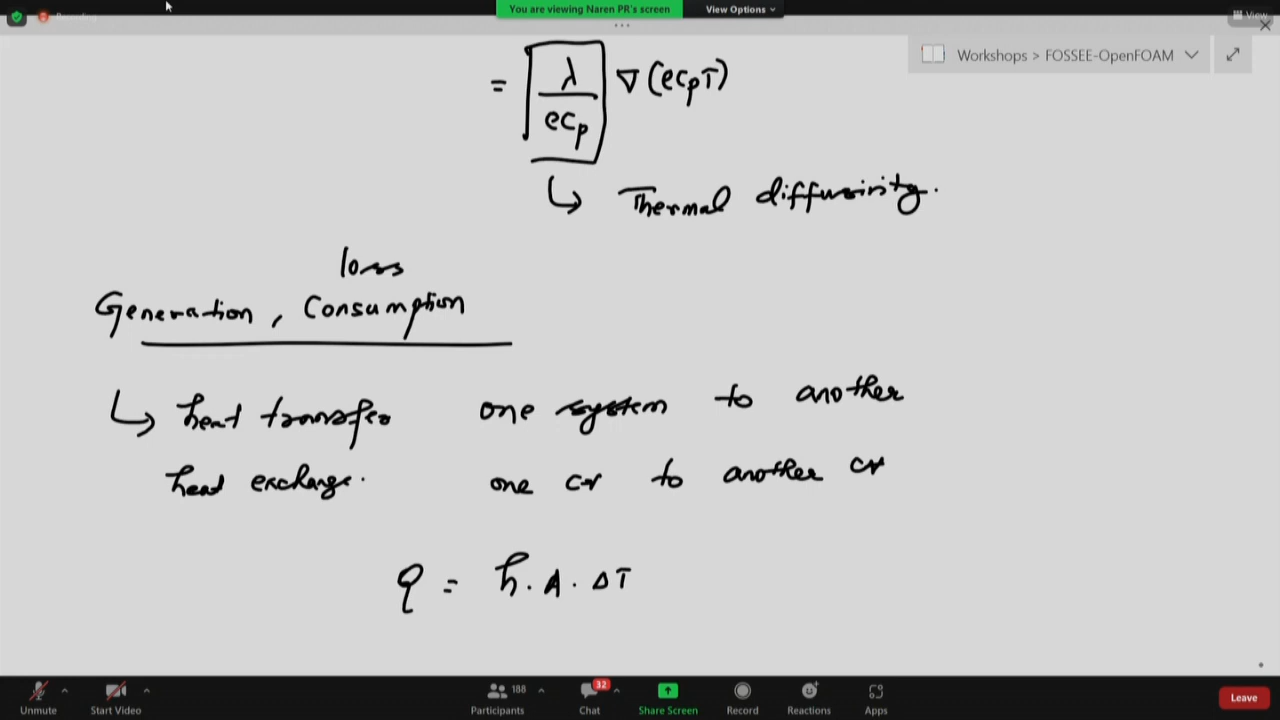 You are viewing Naren PR's screen
View Options
Recording
View
Workshops > FOSSEE-OpenFOAM
= λ/ρcp ∇(ρcpT)
Thermal diffusivity.
loss
Generation, Consumption
heat transfer one system to another
heat exchange. one cv to another cv
q = h. A. ΔT
Unmute
Start Video
Participants
188
Chat
32
Share Screen
Record
Reactions
Apps
Leave